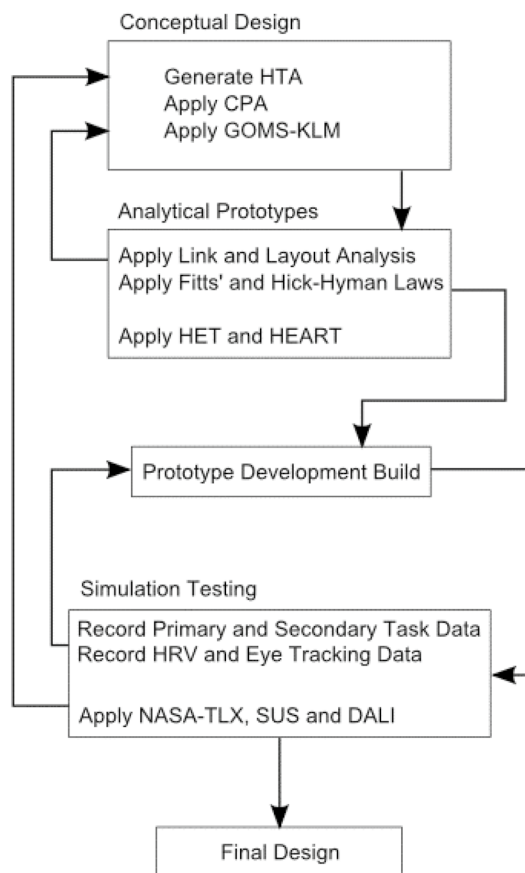 Conceptual Design
Generate HTA
Apply CPA
Apply GOMS-KLM
Analytical Prototypes
Apply Link and Layout Analysis
Apply Fitts' and Hick-Hyman Laws
Apply HET and HEART
Prototype Development Build
Simulation Testing
Record Primary and Secondary Task Data
Record HRV and Eye Tracking Data
Apply NASA-TLX, SUS and DALI
Final Design